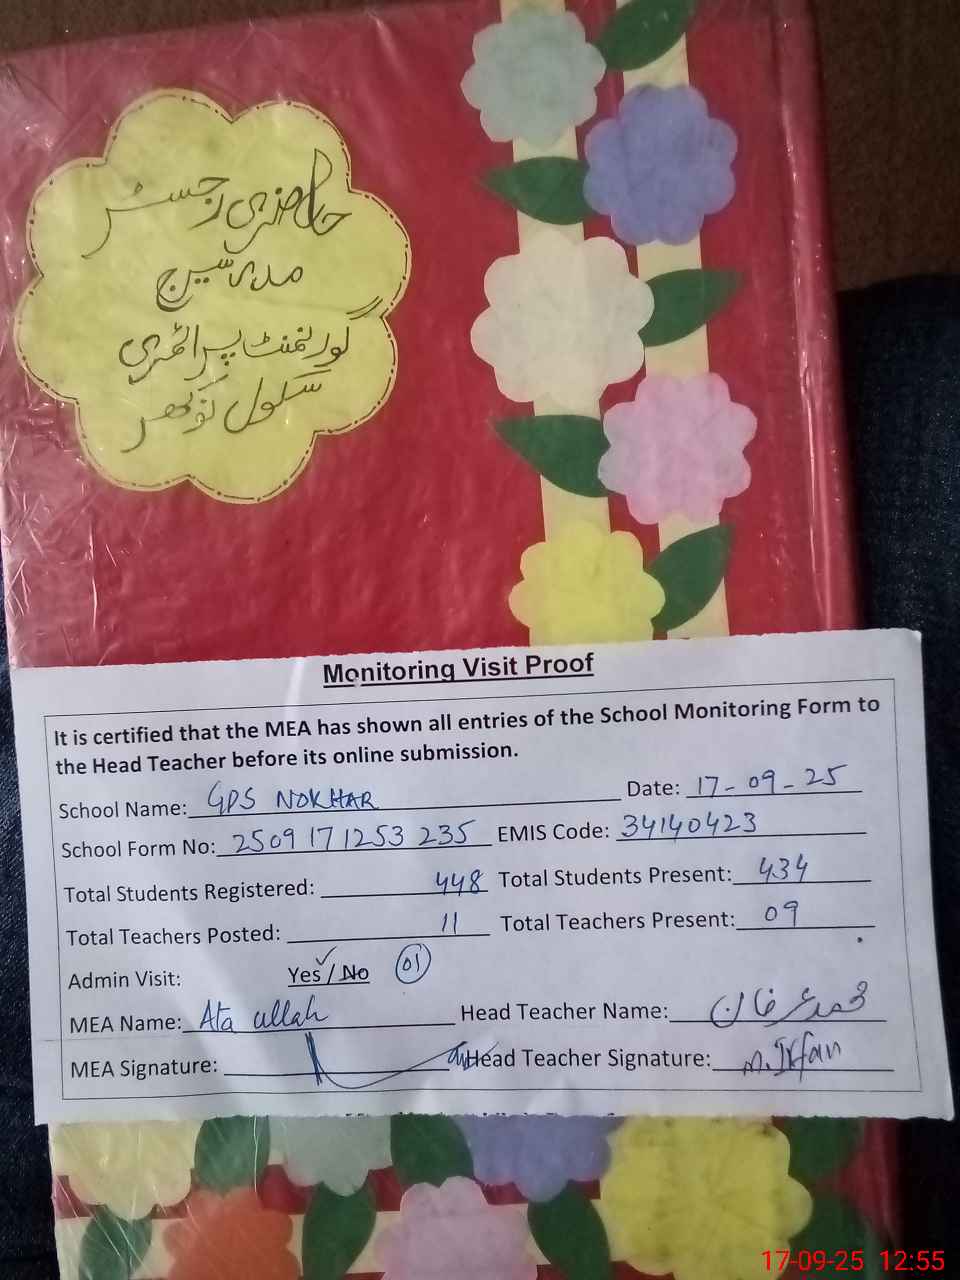 حاضری رجسٹر
مدرسین
گورنمنٹ پرائمری
سکول نوکھر
Monitoring Visit Proof
It is certified that the MEA has shown all entries of the School Monitoring Form to
the Head Teacher before its online submission.
School Name: GPS NOKHAR Date: 17-09-25
School Form No: 250917 1253 235 EMIS Code: 34140423
Total Students Registered: 448 Total Students Present: 434
Total Teachers Posted: 11 Total Teachers Present: 09
Admin Visit: Yes / No 01
MEA Name: Ata ullah Head Teacher Name: محمد عرفان
MEA Signature: Head Teacher Signature: M. Irfan
17-09-25 12:55